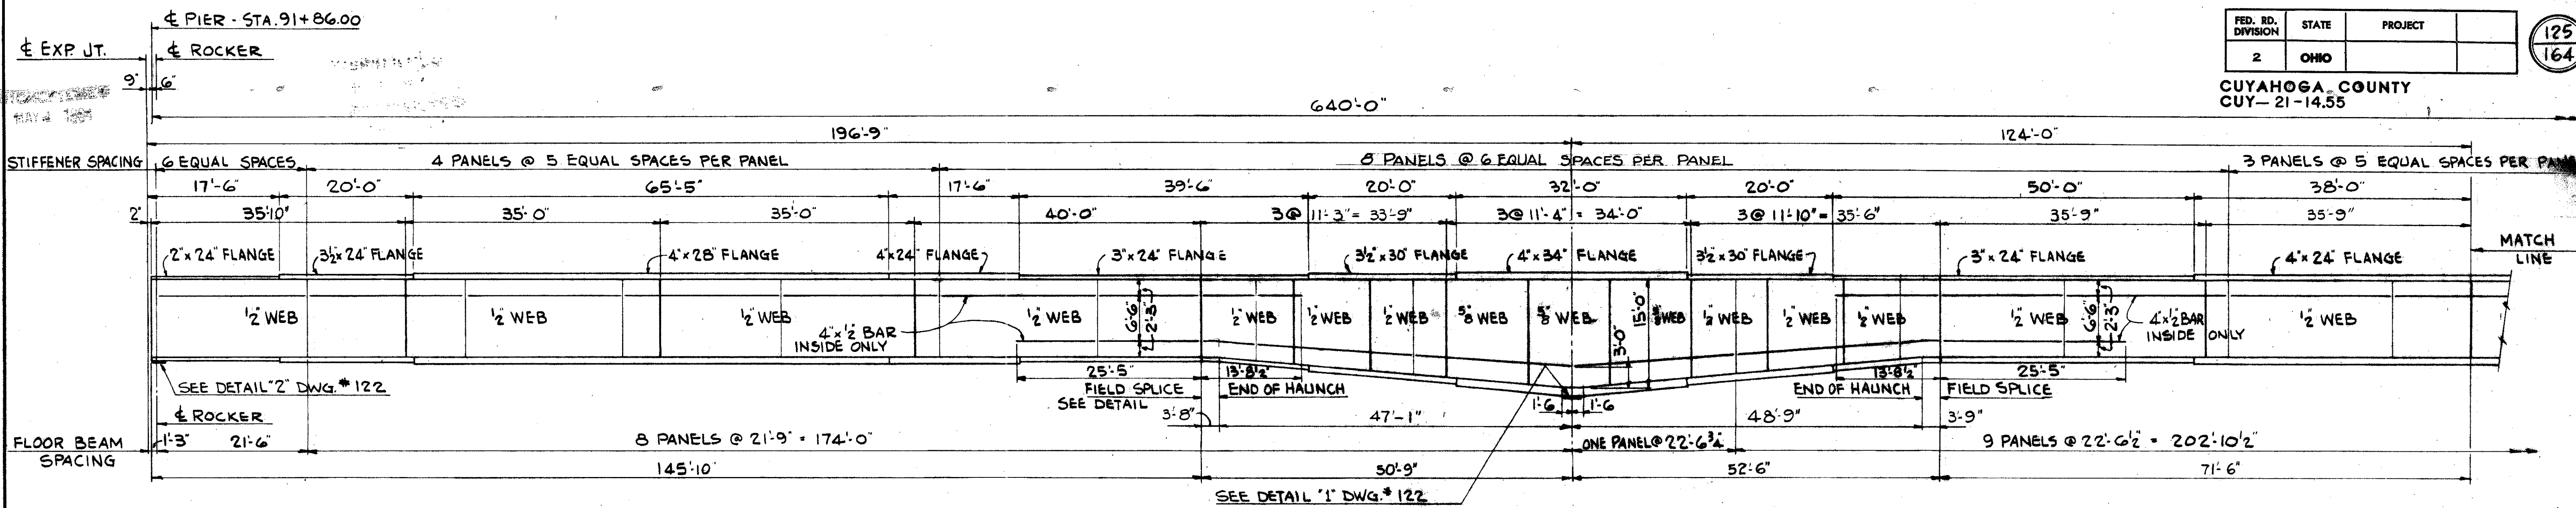 ℄ PIER - STA. 91+86.00
℄ EXP. JT.
℄ ROCKER
9" 6"
FED. RD. DIVISION STATE PROJECT
2 OHIO
125
164
CUYAHOGA COUNTY
CUY-21-14.55
640'-0"
196'-9" 124'-0"
STIFFENER SPACING 6 EQUAL SPACES 4 PANELS @ 5 EQUAL SPACES PER PANEL 8 PANELS @ 6 EQUAL SPACES PER PANEL 3 PANELS @ 5 EQUAL SPACES PER
17'-6" 20'-0" 65'-5" 17'-6" 39'-6" 20'-0" 32'-0" 20'-0" 50'-0" 38'-0"
2" 35'-10" 35'-0" 35'-0" 40'-0" 3 @ 11'-3" = 33'-9" 3 @ 11'-4" = 34'-0" 3 @ 11'-10" = 35'-6" 35'-9" 35'-9"
2" x 24" FLANGE 3½" x 24" FLANGE 4" x 28" FLANGE 4" x 24" FLANGE 3" x 24" FLANGE 3½" x 30" FLANGE 4" x 34" FLANGE 3½" x 30" FLANGE 3" x 24" FLANGE 4" x 24" FLANGE
MATCH LINE
½" WEB ½" WEB ½" WEB ½" WEB ½" WEB ½" WEB ½" WEB ⅝ WEB ⅝ WEB ⅝ WEB ½" WEB ½" WEB ½" WEB ½" WEB ½" WEB
6'-6" 2'-3" 15'-0" 3'-0" 6'-6" 2'-3"
4" x ½" BAR INSIDE ONLY
4" x ½" BAR INSIDE ONLY
SEE DETAIL "2" DWG. # 122
25'-5" 13'-8½" 13'-8½" 25'-5"
FIELD SPLICE SEE DETAIL
END OF HAUNCH
END OF HAUNCH
FIELD SPLICE
℄ ROCKER
3'-8" 47'-1" 1'-6 1'-6 48'-9" 3'-9"
FLOOR BEAM SPACING 1'-3" 21'-6" 8 PANELS @ 21'-9" = 174'-0" ONE PANEL @ 22'-6¾" 9 PANELS @ 22'-6½" = 202'-10½"
145'-10" 50'-9" 52'-6" 71'-6"
SEE DETAIL "1" DWG. # 122